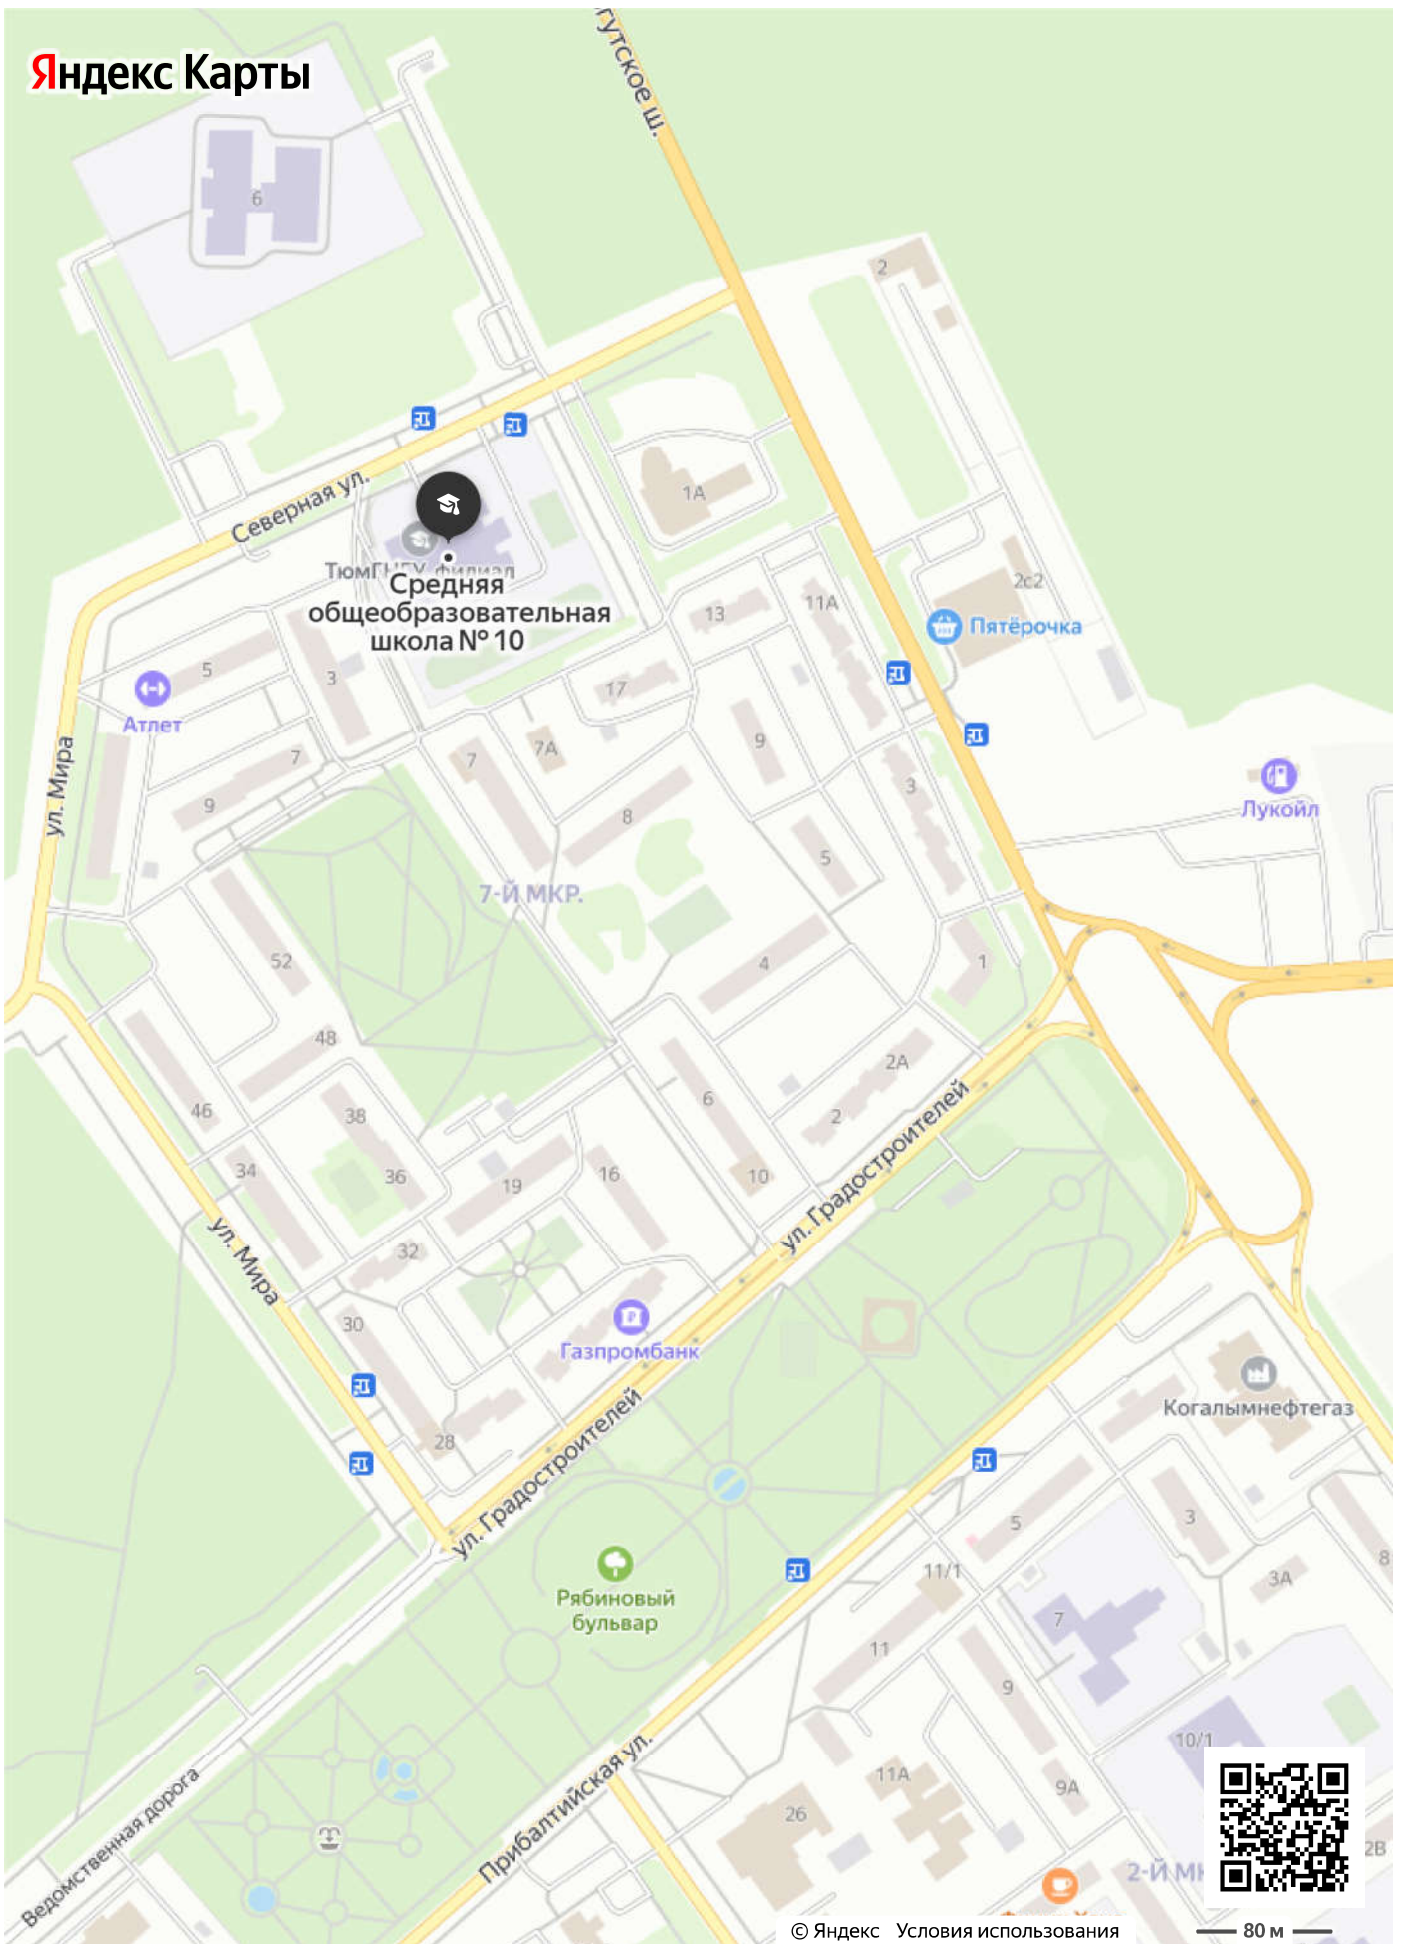 Яндекс Карты
6
2
Северная ул.
1А
ТюмГНГУ, филиал
Средняя
общеобразовательная
школа № 10
2с2
11А
13
Пятёрочка
5
3
17
Атлет
7
7А
9
7
ул. Мира
9
8
3
Лукойл
5
7-Й МКР.
52
4
1
48
2А
46
38
6
2
34
36
19
16
10
ул. Градостроителей
ул. Мира
32
30
Газпромбанк
28
Когалымнефтегаз
ул. Градостроителей
5
3
8
11/1
3А
Рябиновый
бульвар
7
11
9
10/1
Прибалтийская ул.
11А
9А
26
Ведомственная дорога
2В
2-Й
© Яндекс Условия использования
80 м